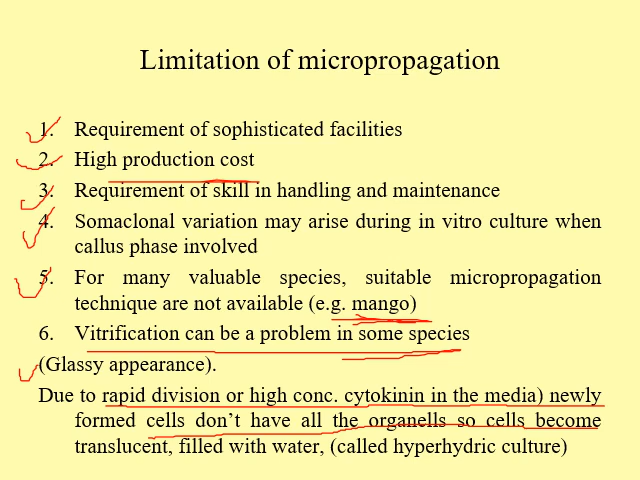 Limitation of micropropagation
1. Requirement of sophisticated facilities
2. High production cost
3. Requirement of skill in handling and maintenance
4. Somaclonal variation may arise during in vitro culture when
callus phase involved
5. For many valuable species, suitable micropropagation
technique are not available (e.g. mango)
6. Vitrification can be a problem in some species
(Glassy appearance).
Due to rapid division or high conc. cytokinin in the media) newly
formed cells don’t have all the organells so cells become
translucent, filled with water, (called hyperhydric culture)